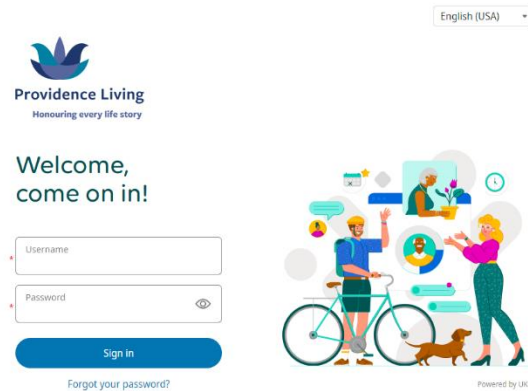 English (USA)
Providence Living
Honouring every life story
Welcome,
come on in!
* Username
* Password
Sign in
Forgot your password?
Powered by